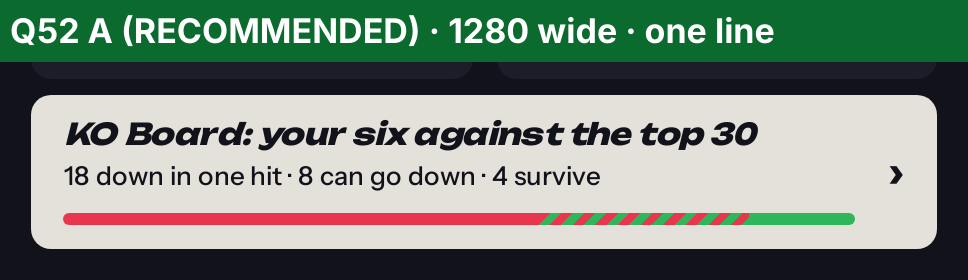 Q52 A (RECOMMENDED) · 1280 wide · one line
KO Board: your six against the top 30
18 down in one hit · 8 can go down · 4 survive
›